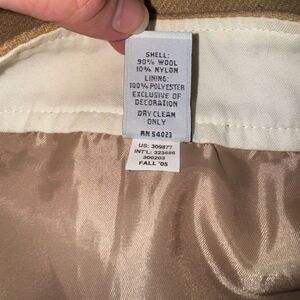 SHELL:
90% WOOL
10% NYLON
LINING:
100% POLYESTER
EXCLUSIVE OF
DECORATION
DRY CLEAN
ONLY
RN 54023
US: 309877
INT'L: 323686
300203
FALL '05